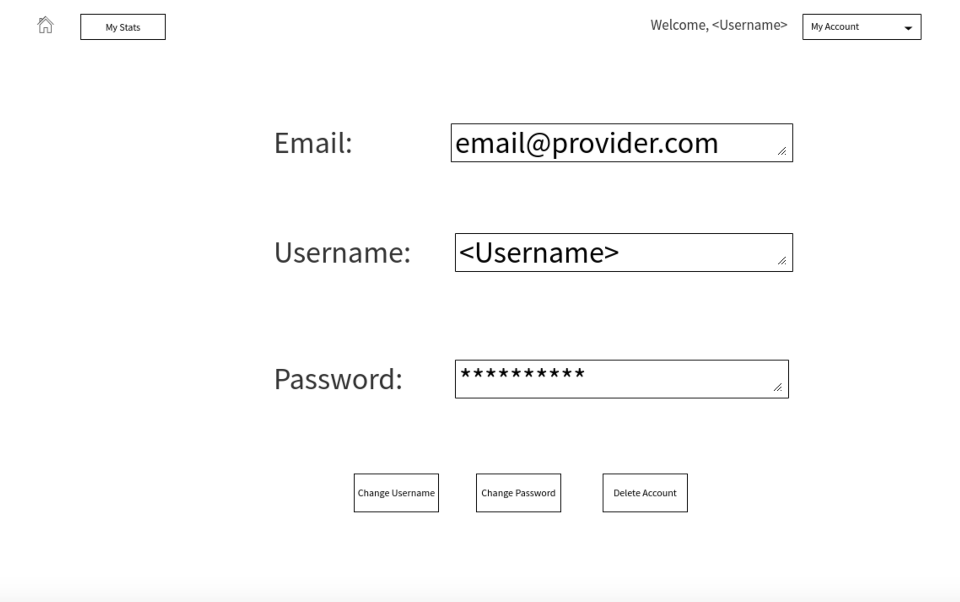 My Stats
Welcome, <Username>
My Account
Email:
email@provider.com
Username:
<Username>
Password:
**********
Change Username
Change Password
Delete Account